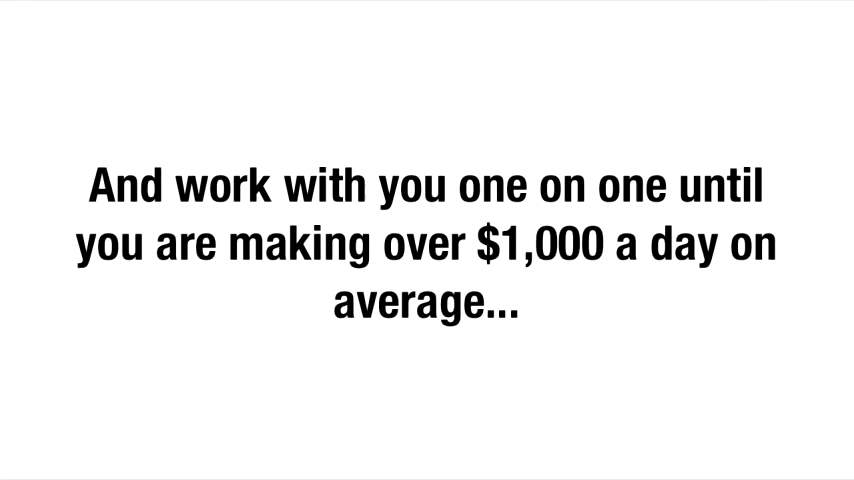 And work with you one on one until
you are making over $1,000 a day on
average...